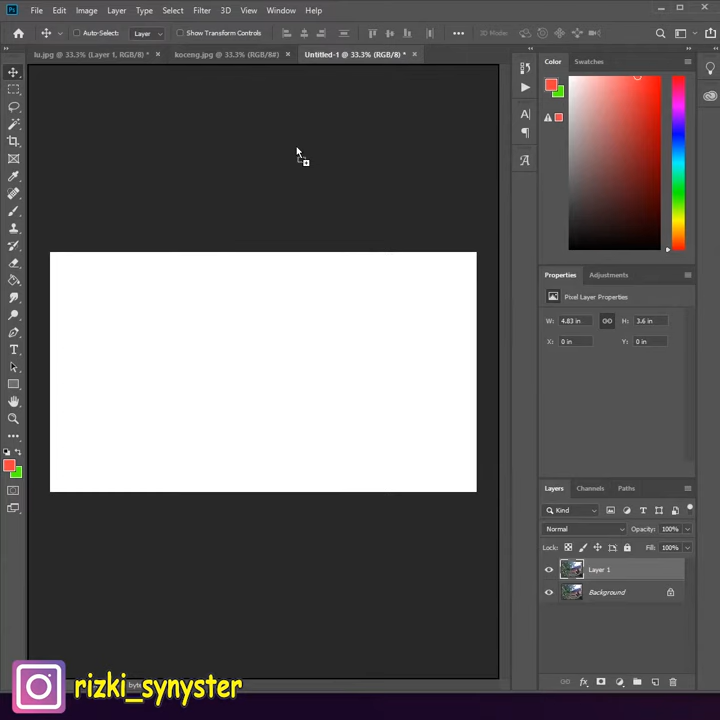 Ps File Edit Image Layer Type Select Filter 3D View Window Help
Auto-Select: Layer Show Transform Controls 3D Mode:
lu.jpg @ 33.3% (Layer 1, RGB/8) * × koceng.jpg @ 33.3% (RGB/8#) × Untitled-1 @ 33.3% (RGB/8) * ×
Color Swatches
Properties Adjustments
Pixel Layer Properties
W: 4.83 in H: 3.6 in
X: 0 in Y: 0 in
Layers Channels Paths
Kind
Normal Opacity: 100%
Lock: Fill: 100%
Layer 1
Background
rizki_synyster